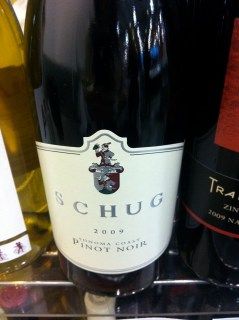 SCHUG
2009
SONOMA COAST
PINOT NOIR
TRA
ZIN
2009 NA